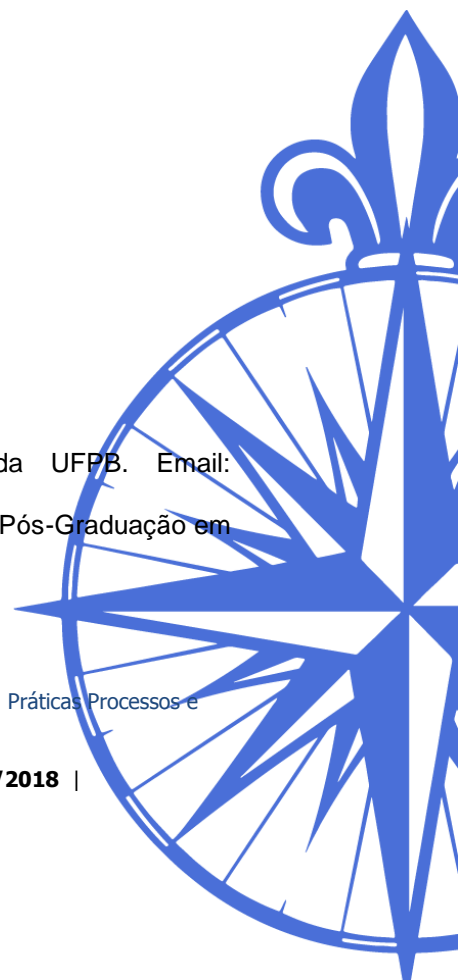 da UFPB. Email:
Pós-Graduação em
Práticas Processos e
/2018 |